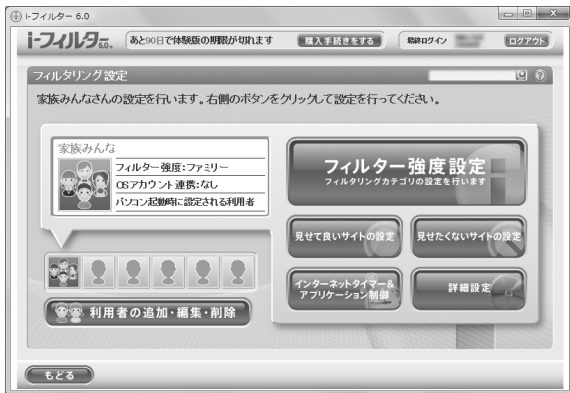 i-フィルター 6.0
i-フィルター 6.0. あと90日で体験版の期限が切れます 購入手続きをする 最終ログイン ログアウト
フィルタリング設定
家族みんなさんの設定を行います。右側のボタンをクリックして設定を行ってください。
家族みんな
フィルター強度:ファミリー
OSアカウント連携:なし
パソコン起動時に設定される利用者
フィルター強度設定
フィルタリングカテゴリの設定を行います
見せて良いサイトの設定
見せたくないサイトの設定
インターネットタイマー&
アプリケーション制御
詳細設定
利用者の追加・編集・削除
もどる